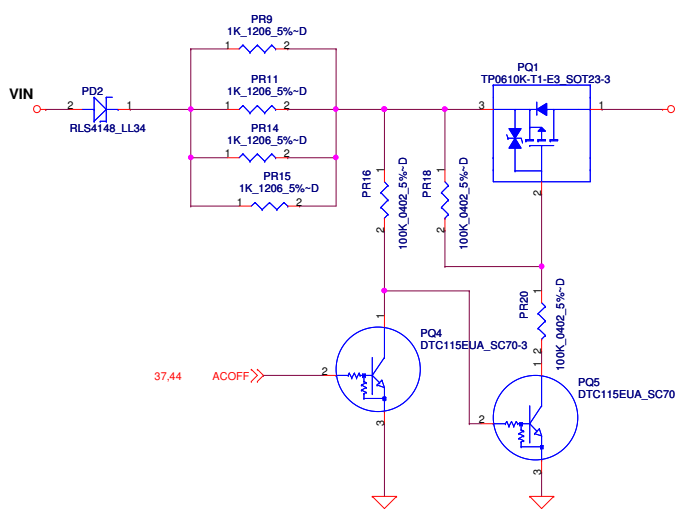 PR9
1K_1206_5%~D
1 2
PQ1
TP0610K-T1-E3_SOT23-3
VIN
PD2
2 1
RLS4148_LL34
PR11
1K_1206_5%~D
1 2
3 1
PR14
1K_1206_5%~D
1 2
PR15
1K_1206_5%~D
1 2
1
PR16
100K_0402_5%~D
2
1
PR18
100K_0402_5%~D
2
2
1
PR20
100K_0402_5%~D
2
1
PQ4
DTC115EUA_SC70-3
37,44 ACOFF
2
3
1
PQ5
DTC115EUA_SC70
2
3